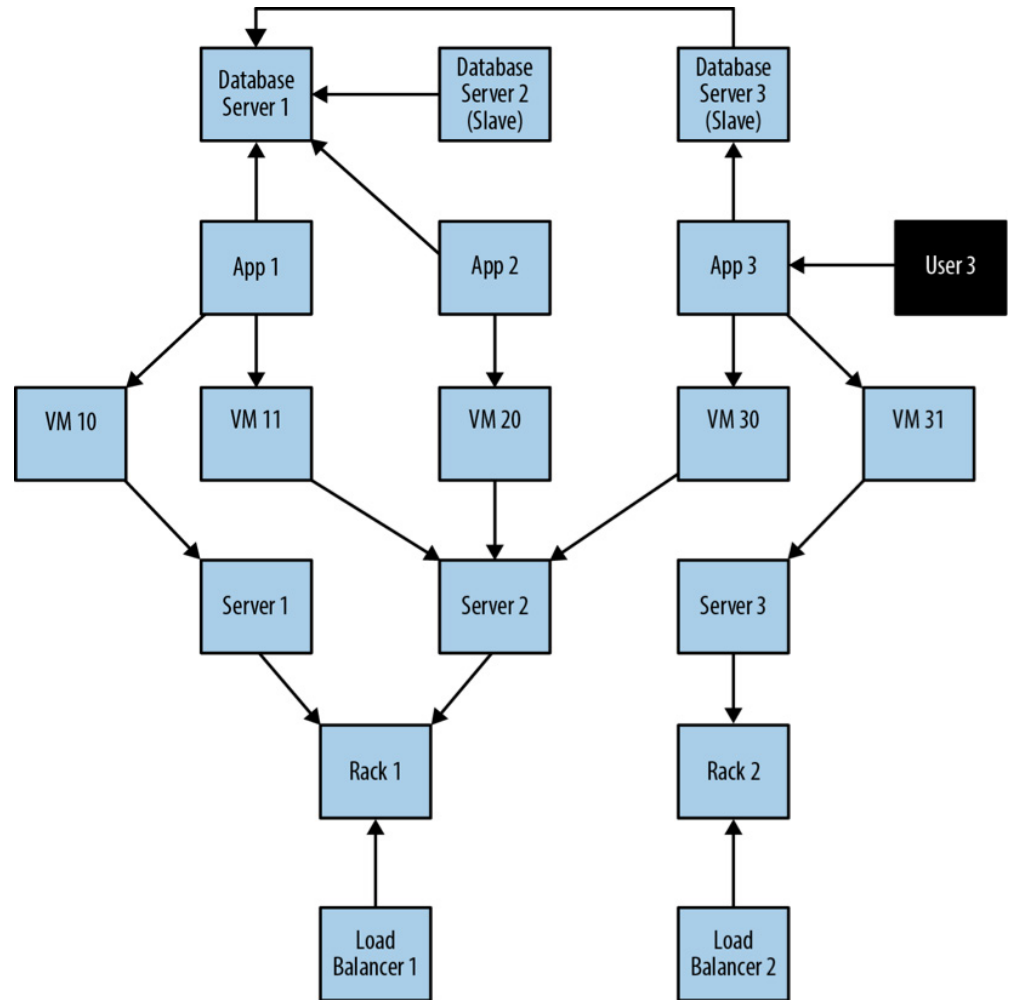 Database
Server 1
Database
Server 2
(Slave)
Database
Server 3
(Slave)
App 1
App 2
App 3
User 3
VM 10
VM 11
VM 20
VM 30
VM 31
Server 1
Server 2
Server 3
Rack 1
Rack 2
Load
Balancer 1
Load
Balancer 2